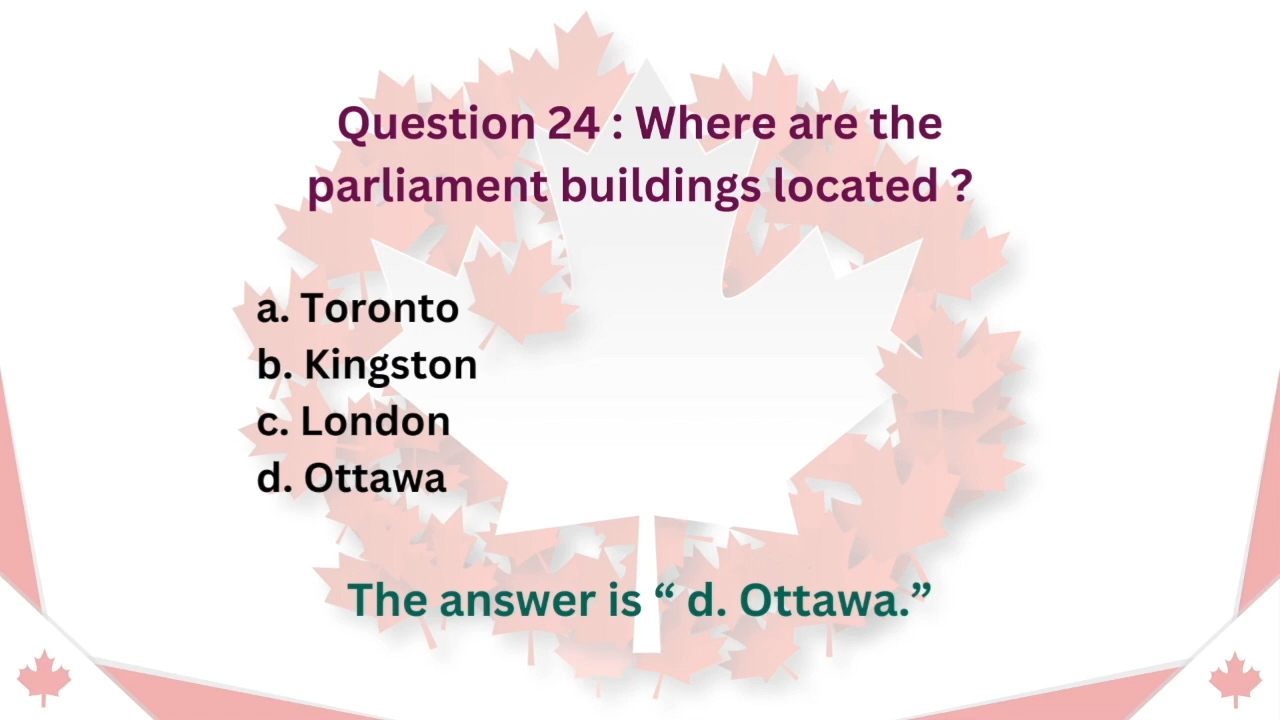 Question 24 : Where are the
parliament buildings located ?
a. Toronto
b. Kingston
c. London
d. Ottawa
The answer is “ d. Ottawa.”